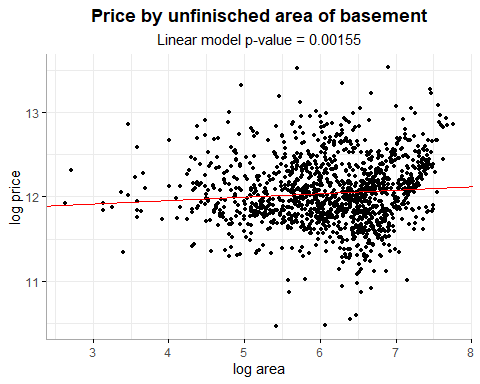 Price by unfinisched area of basement
Linear model p-value = 0.00155
log price
13
12
11
3 4 5 6 7 8
log area